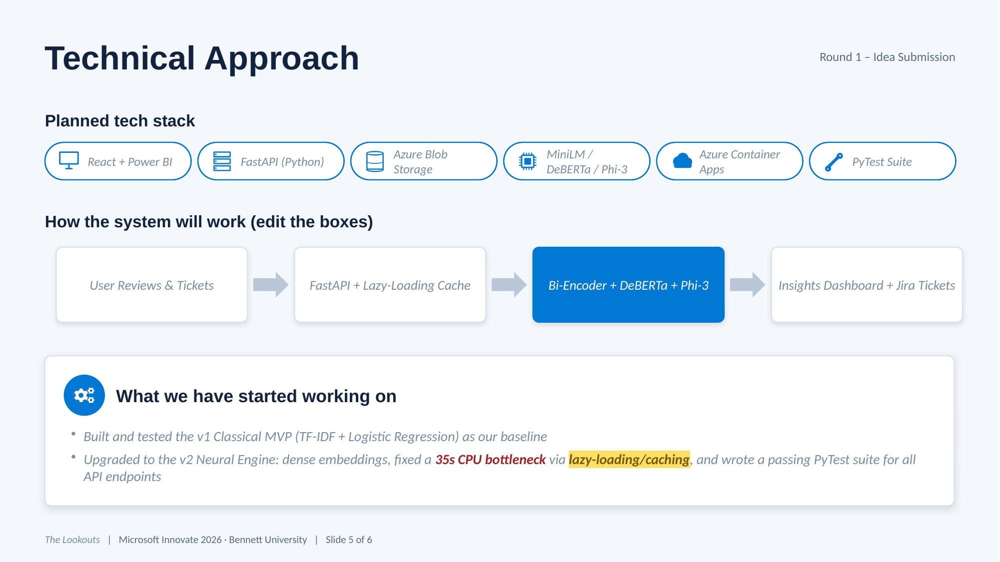 Technical Approach
Round 1 – Idea Submission
Planned tech stack
React + Power BI
FastAPI (Python)
Azure Blob
Storage
MiniLM /
DeBERTa / Phi-3
Azure Container
Apps
PyTest Suite
How the system will work (edit the boxes)
User Reviews & Tickets
FastAPI + Lazy-Loading Cache
Bi-Encoder + DeBERTa + Phi-3
Insights Dashboard + Jira Tickets
What we have started working on
• Built and tested the v1 Classical MVP (TF-IDF + Logistic Regression) as our baseline
• Upgraded to the v2 Neural Engine: dense embeddings, fixed a 35s CPU bottleneck via lazy-loading/caching, and wrote a passing PyTest suite for all
API endpoints
The Lookouts | Microsoft Innovate 2026 · Bennett University | Slide 5 of 6